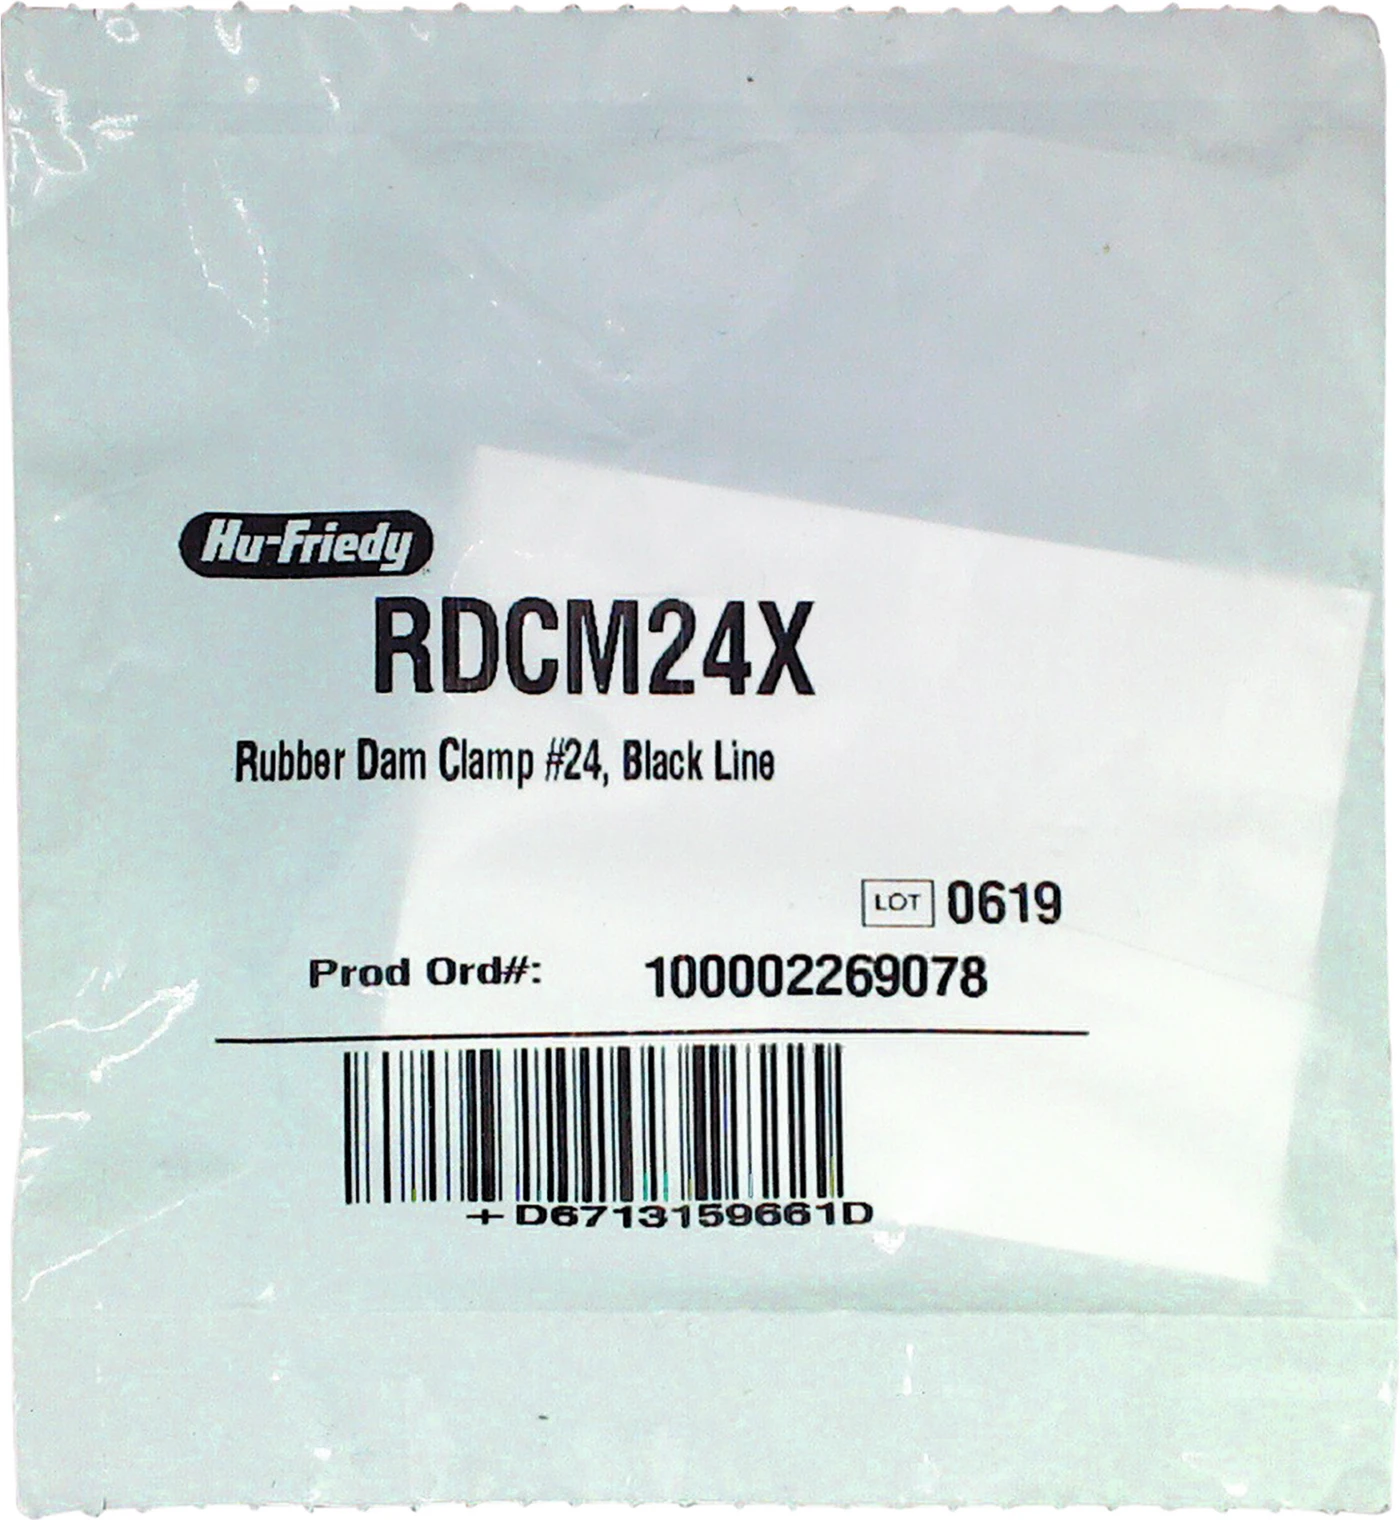 Hu-Friedy
RDCM24X
Rubber Dam Clamp #24, Black Line
LOT 0619
Prod Ord#: 100002269078
+D6713159661D